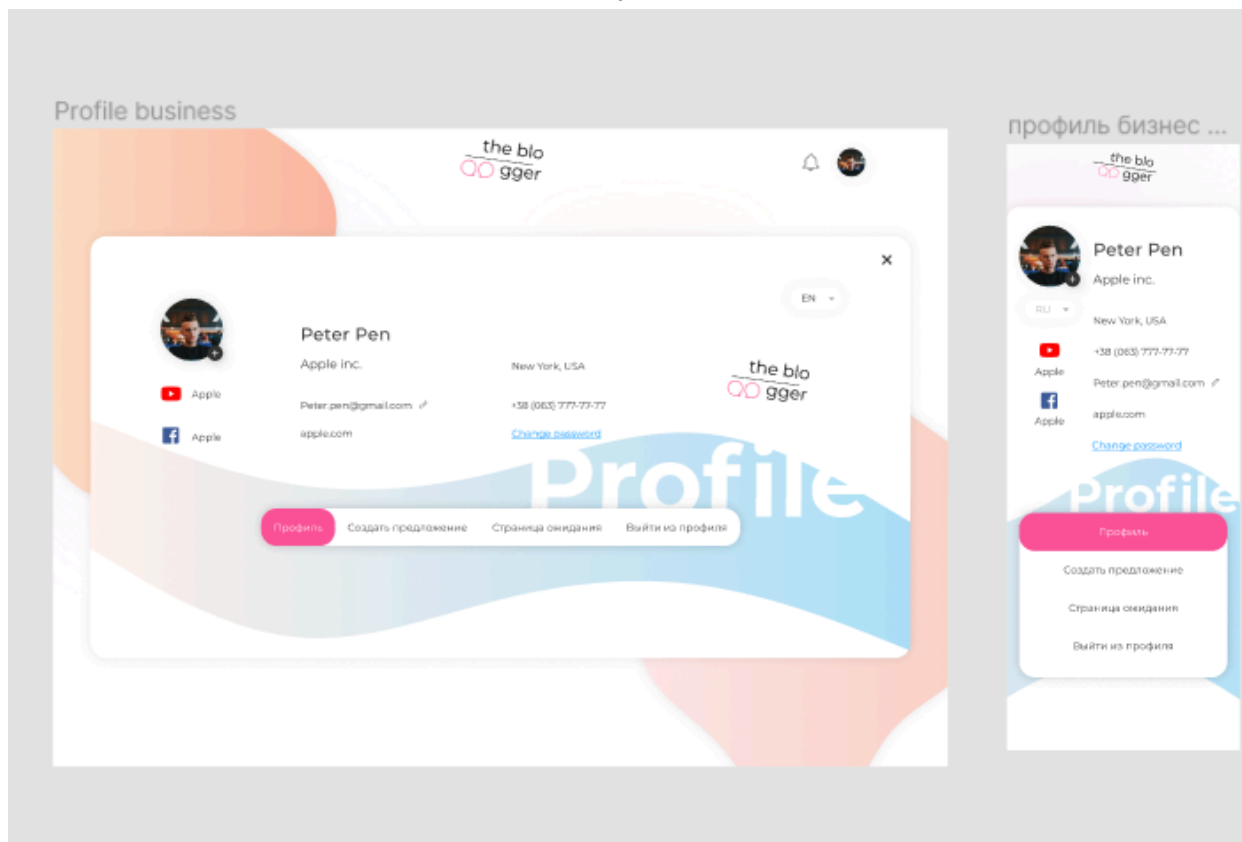 Profile business
the blo
gger
EN
Peter Pen
Apple inc.
New York, USA
Apple
Peter.pen@gmail.com
+38 (063) 777-77-77
Apple
apple.com
Change password
the blo
gger
Profile
Профиль
Создать предложение
Страница ожидания
Выйти из профиля
профиль бизнес ...
the blo
gger
Peter Pen
Apple inc.
RU
New York, USA
+38 (063) 777-77-77
Apple
Peter.pen@gmail.com
apple.com
Apple
Change password
Profile
Профиль
Создать предложение
Страница ожидания
Выйти из профиля